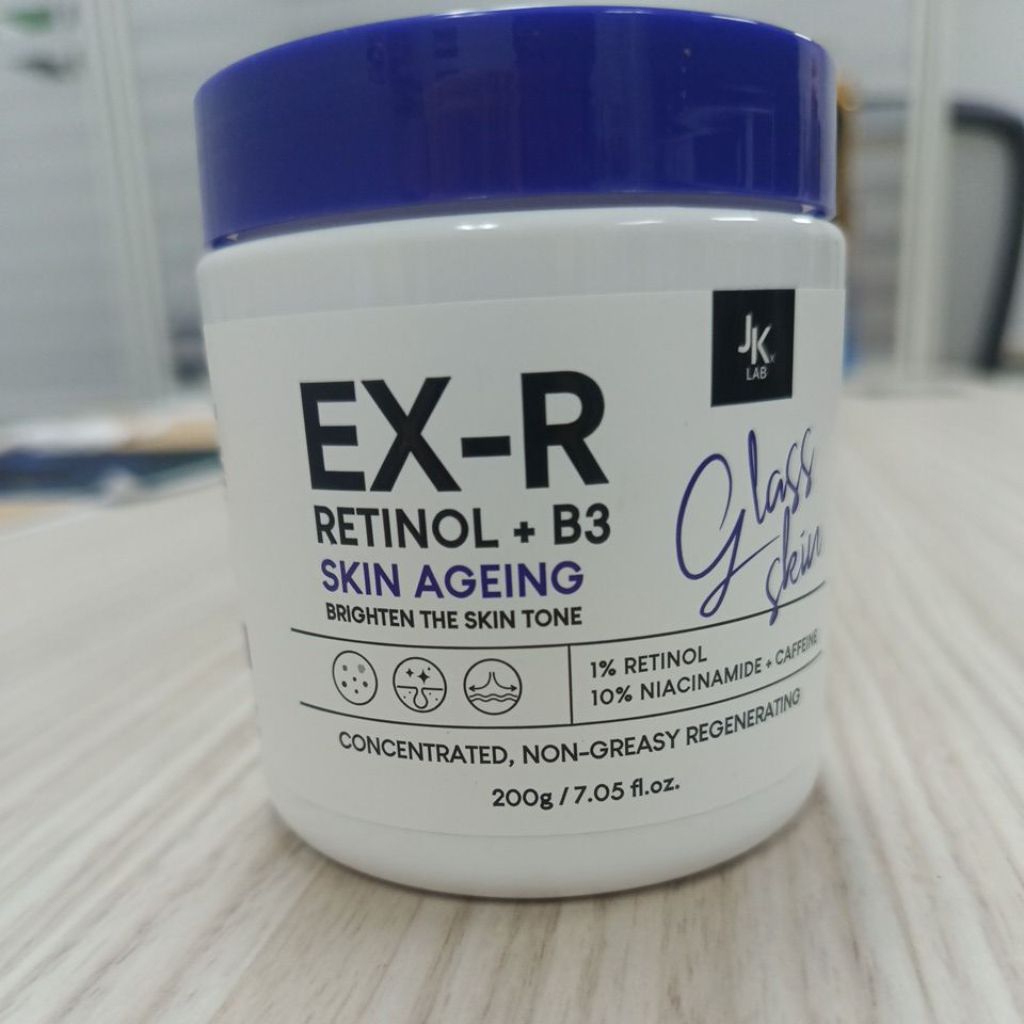 JK
LAB
EX-R
RETINOL + B3
SKIN AGEING
BRIGHTEN THE SKIN TONE
Glass
skin
1% RETINOL
10% NIACINAMIDE + CAFFEINE
CONCENTRATED, NON-GREASY REGENERATING
200g / 7.05 fl.oz.